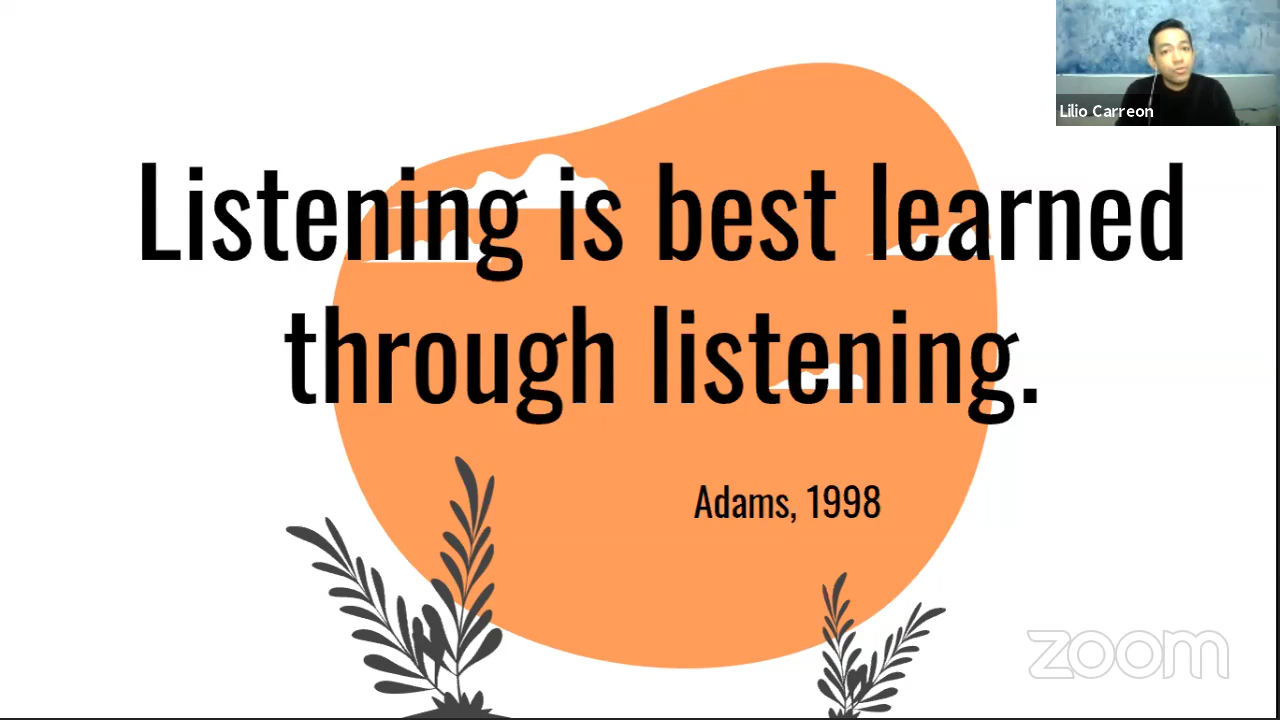 Lilio Carreon
Listening is best learned
through listening.
Adams, 1998
zoom